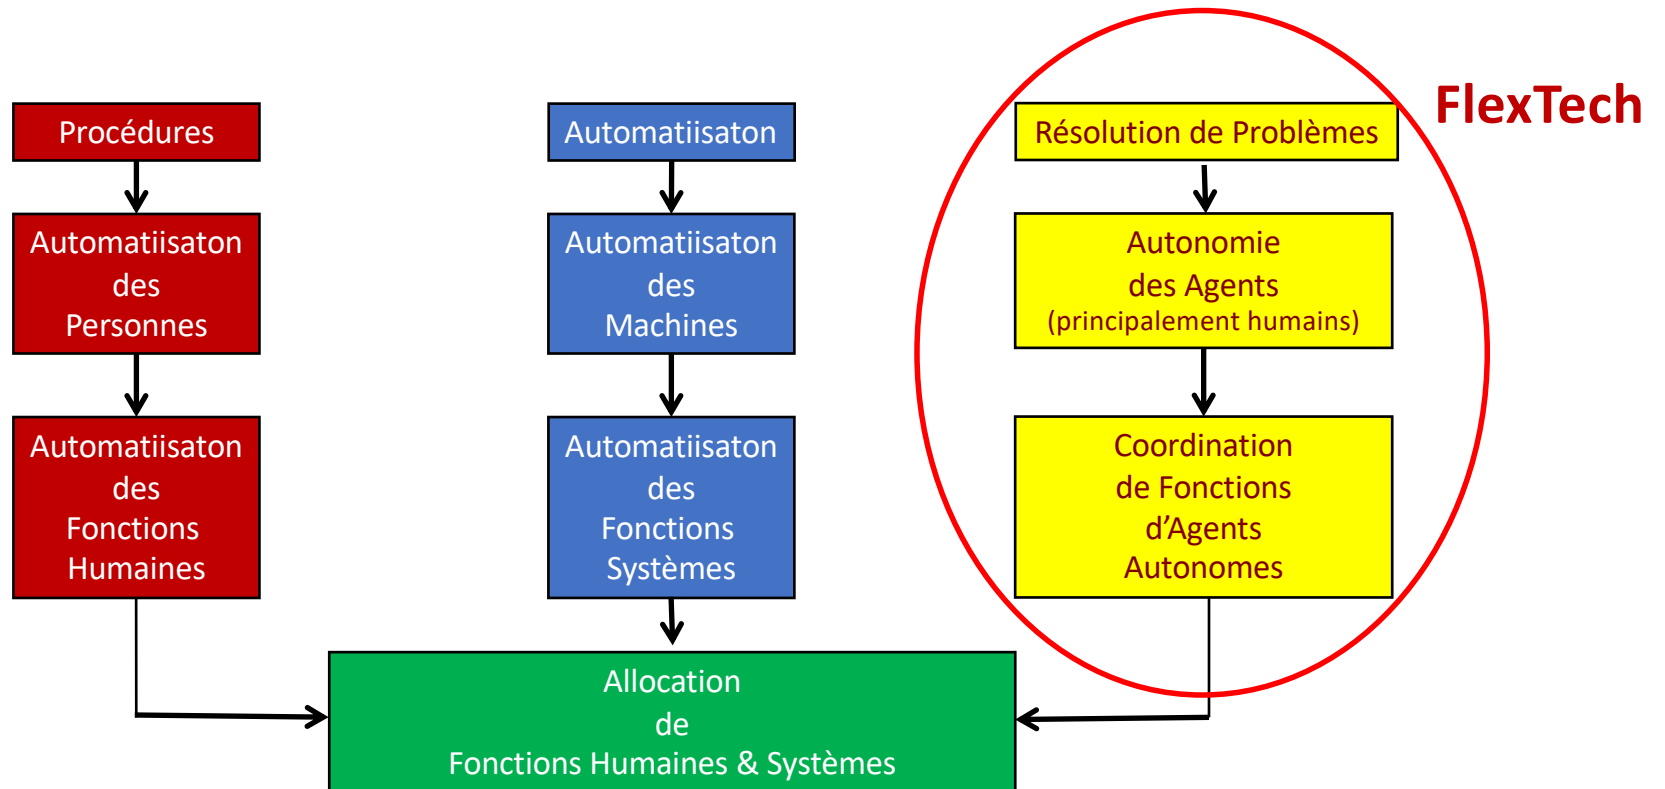 Procédures
Automatiisaton
des
Personnes
Automatiisaton
des
Fonctions
Humaines
Automatiisaton
Automatiisaton
des
Machines
Automatiisaton
des
Fonctions
Systèmes
Résolution de Problèmes
Autonomie
des Agents
(principalement humains)
Coordination
de Fonctions
d’Agents
Autonomes
FlexTech
Allocation
de
Fonctions Humaines & Systèmes